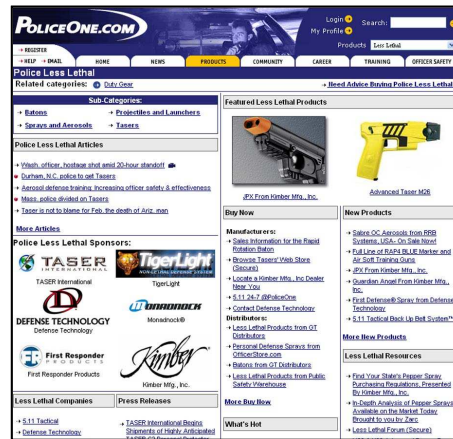 POLICEONE.COM
Login
My Profile
Search:
Products
Less Lethal
REGISTER
HELP
EMAIL
HOME
NEWS
PRODUCTS
COMMUNITY
CAREER
TRAINING
OFFICER SAFETY
Police Less Lethal
Related categories: Duty Gear
Need Advice Buying Police Less Lethal
Sub-Categories:
Batons
Projectiles and Launchers
Sprays and Aerosols
Tasers
Police Less Lethal Articles
Wash. officer, hostage shot amid 20-hour standoff
Durham, N.C. police to get Tasers
Aerosol defense training: Increasing officer safety & effectiveness
Mass. police divided on Tasers
Taser is not to blame for Feb. the death of Ariz. man
More Articles
Police Less Lethal Sponsors:
TASER
INTERNATIONAL
TASER International
TigerLight
NON-LETHAL DEFENSE SYSTEM
TigerLight
DEFENSE TECHNOLOGY
Defense Technology
MONADNOCK
Monadnock®
First Responder
PRODUCTS
First Responder Products
Kimber
Kimber Mfg., Inc.
Less Lethal Companies
5.11 Tactical
Defense Technology
Press Releases
TASER International Begins
Shipments of Highly Anticipated
Featured Less Lethal Products
JPX From Kimber Mfg., Inc.
Advanced Taser M26
Buy Now
Manufacturers:
Sales Information for the Rapid
Rotation Baton
Browse Tasers' Web Store
(Secure)
Locate a Kimber Mfg., Inc Dealer
Near You
5.11 24-7 @PoliceOne
Contact Defense Technology
Distributors:
Less Lethal Products from GT
Distributors
Personal Defense Sprays from
OfficerStore.com
Batons from GT Distributors
Less Lethal Products from Public
Safety Warehouse
More Buy Now
What's Hot
New Products
Sabre OC Aerosols from RRB
Systems, USA- On Sale Now!
Full Line of RAP4 BLUE Marker and
Air Soft Training Guns
JPX From Kimber Mfg., Inc.
Guardian Angel From Kimber Mfg.,
Inc.
First Defense® Spray from Defense
Technology
5.11 Tactical Back Up Belt System™
More New Products
Less Lethal Resources
Find Your State's Pepper Spray
Purchasing Regulations, Presented
By Kimber Mfg., Inc.
In-Depth Analysis of Pepper Sprays
Available on the Market Today
Brought to you by Zarc
Less Lethal Forum (Secure)